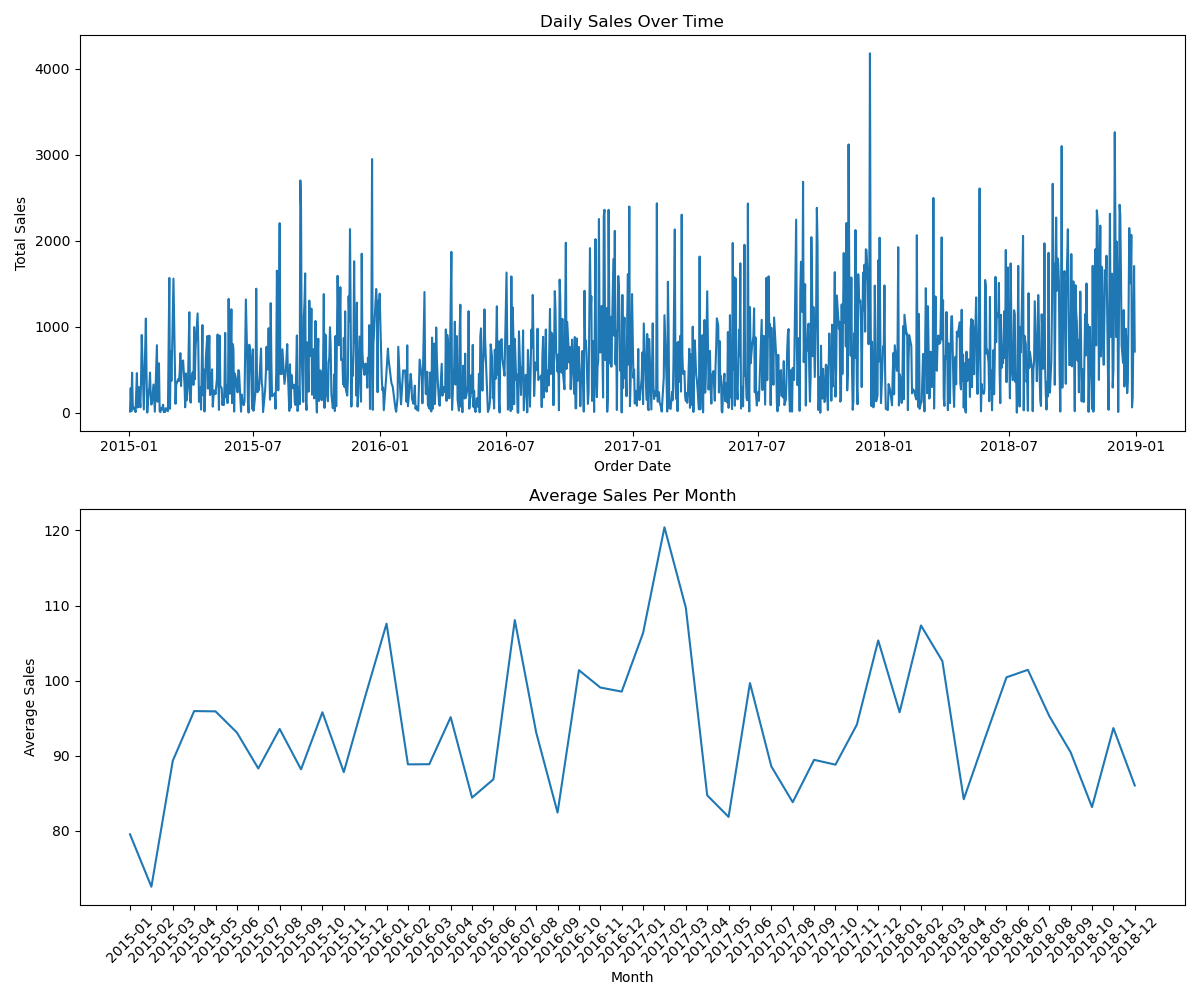 Daily Sales Over Time
4000
3000
2000
1000
0
Total Sales
2015-01 2015-07 2016-01 2016-07 2017-01 2017-07 2018-01 2018-07 2019-01
Order Date
Average Sales Per Month
120
110
100
90
80
Average Sales
2015-01 2015-02 2015-03 2015-04 2015-05 2015-06 2015-07 2015-08 2015-09 2015-10 2015-11 2015-12 2016-01 2016-02 2016-03 2016-04 2016-05 2016-06 2016-07 2016-08 2016-09 2016-10 2016-11 2016-12 2017-01 2017-02 2017-03 2017-04 2017-05 2017-06 2017-07 2017-08 2017-09 2017-10 2017-11 2017-12 2018-01 2018-02 2018-03 2018-04 2018-05 2018-06 2018-07 2018-08 2018-09 2018-10 2018-11 2018-12
Month